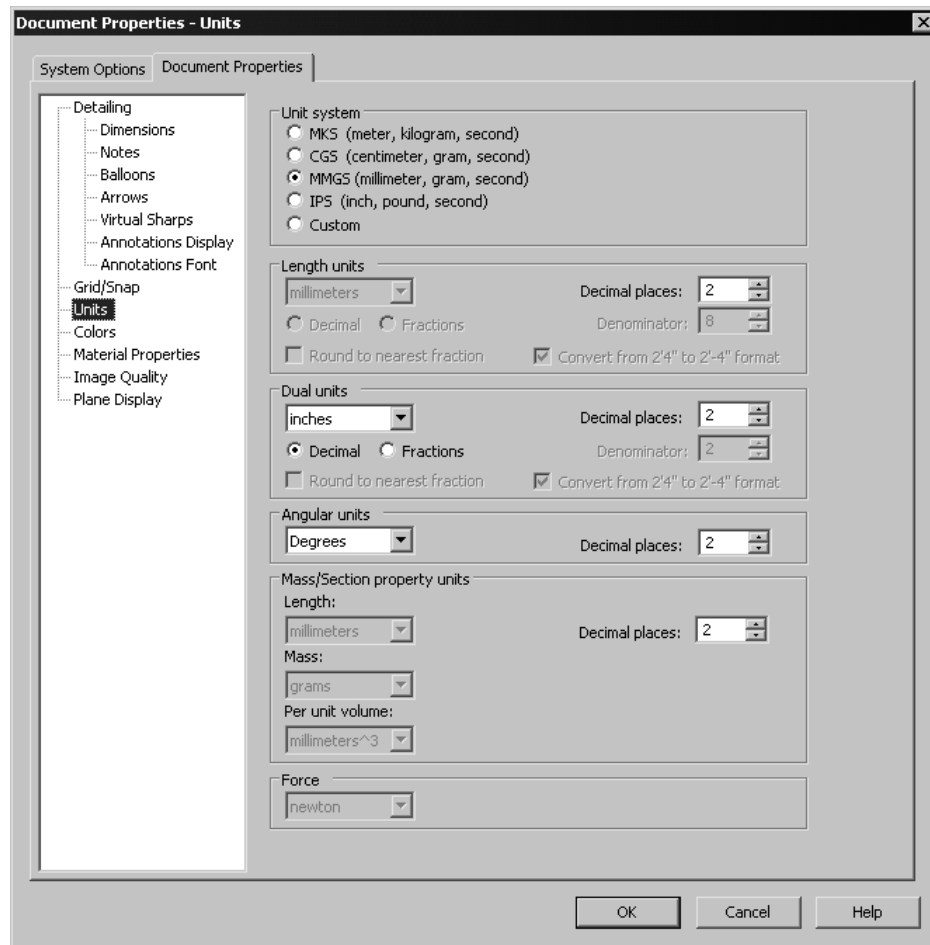 Document Properties - Units
System Options Document Properties
Detailing
Dimensions
Notes
Balloons
Arrows
Virtual Sharps
Annotations Display
Annotations Font
Grid/Snap
Units
Colors
Material Properties
Image Quality
Plane Display
Unit system
MKS (meter, kilogram, second)
CGS (centimeter, gram, second)
MMGS (millimeter, gram, second)
IPS (inch, pound, second)
Custom
Length units
millimeters Decimal places: 2
Decimal Fractions Denominator: 8
Round to nearest fraction Convert from 2'4" to 2'-4" format
Dual units
inches Decimal places: 2
Decimal Fractions Denominator: 2
Round to nearest fraction Convert from 2'4" to 2'-4" format
Angular units
Degrees Decimal places: 2
Mass/Section property units
Length:
millimeters Decimal places: 2
Mass:
grams
Per unit volume:
millimeters^3
Force
newton
OK Cancel Help